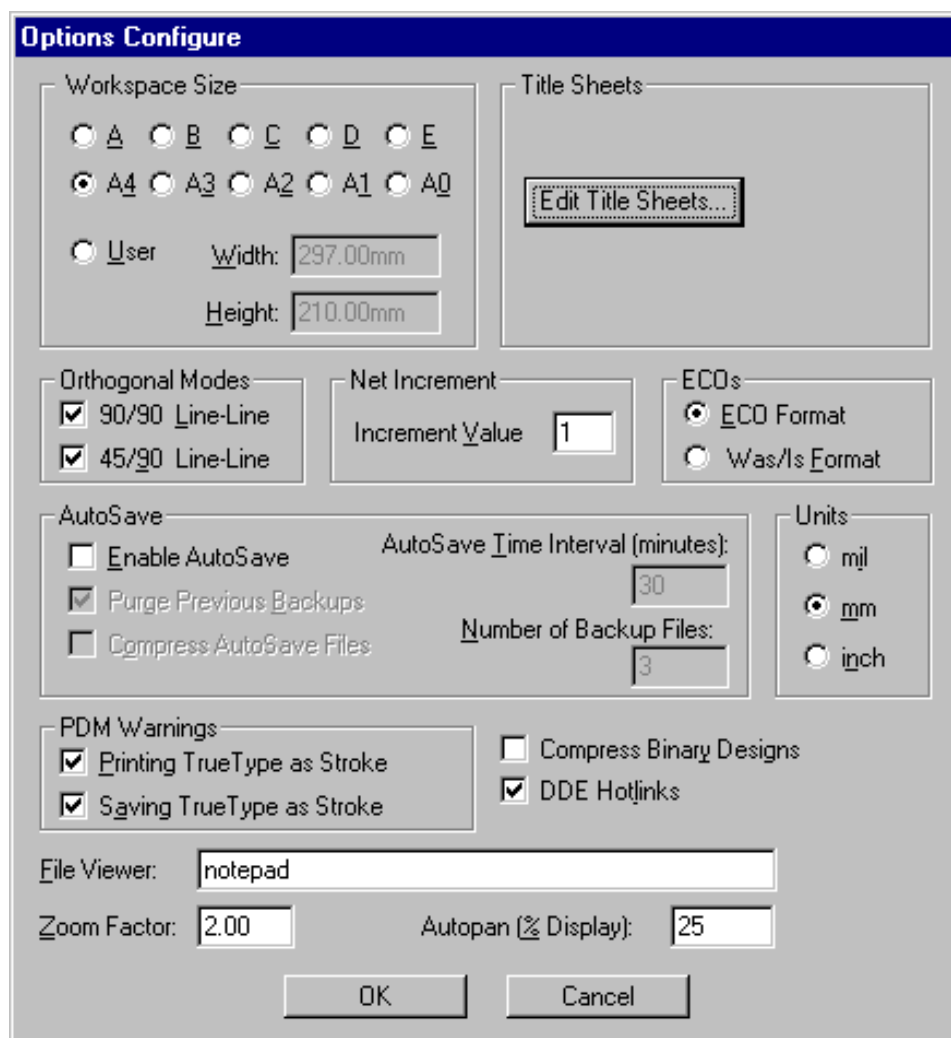 Options Configure
Workspace Size
A B C D E
A4 A3 A2 A1 A0
User Width: 297.00mm
Height: 210.00mm
Title Sheets
Edit Title Sheets...
Orthogonal Modes
90/90 Line-Line
45/90 Line-Line
Net Increment
Increment Value 1
ECOs
ECO Format
Was/Is Format
AutoSave
Enable AutoSave
Purge Previous Backups
Compress AutoSave Files
AutoSave Time Interval (minutes):
30
Number of Backup Files:
3
Units
mil
mm
inch
PDM Warnings
Printing TrueType as Stroke
Saving TrueType as Stroke
Compress Binary Designs
DDE Hotlinks
File Viewer: notepad
Zoom Factor: 2.00 Autopan (% Display): 25
OK Cancel